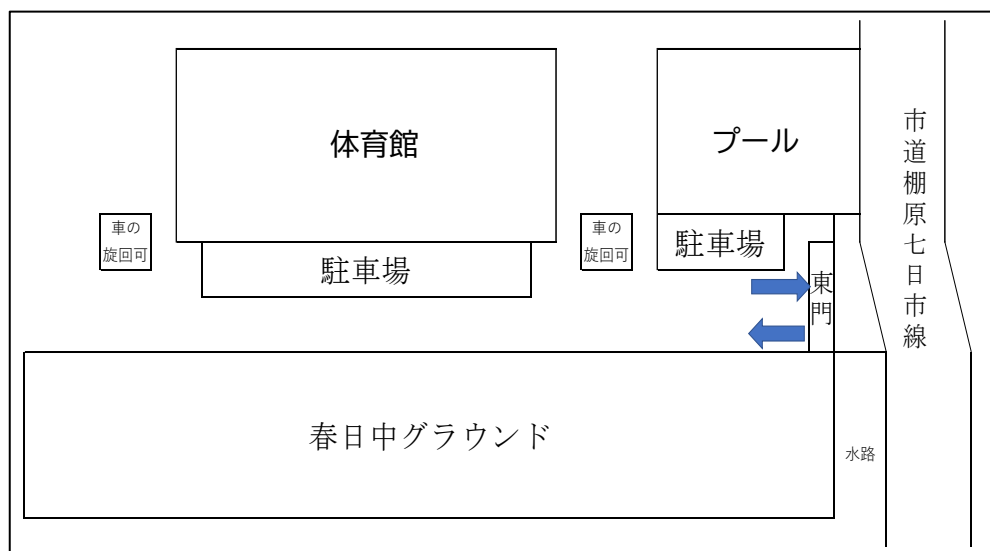 体育館
プール
市道棚原七日市線
車の
旋回可
車の
旋回可
駐車場
駐車場
東門
春日中グラウンド
水路